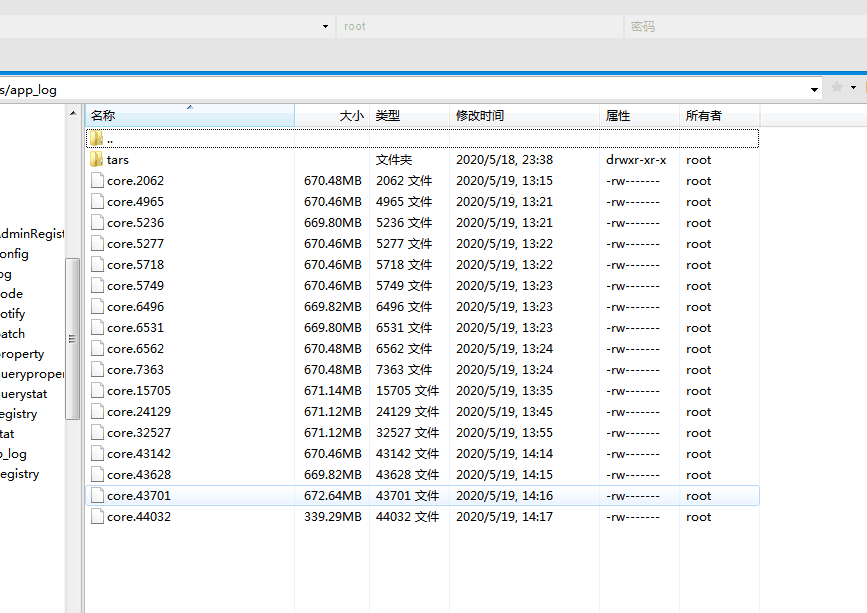 root 密码
s/app_log
名称 大小 类型 修改时间 属性 所有者
..
tars 文件夹 2020/5/18, 23:38 drwxr-xr-x root
core.2062 670.48MB 2062 文件 2020/5/19, 13:15 -rw------- root
core.4965 670.46MB 4965 文件 2020/5/19, 13:21 -rw------- root
core.5236 669.80MB 5236 文件 2020/5/19, 13:21 -rw------- root
core.5277 670.46MB 5277 文件 2020/5/19, 13:22 -rw------- root
core.5718 670.46MB 5718 文件 2020/5/19, 13:22 -rw------- root
core.5749 670.46MB 5749 文件 2020/5/19, 13:23 -rw------- root
core.6496 669.82MB 6496 文件 2020/5/19, 13:23 -rw------- root
core.6531 669.80MB 6531 文件 2020/5/19, 13:23 -rw------- root
core.6562 670.48MB 6562 文件 2020/5/19, 13:24 -rw------- root
core.7363 670.48MB 7363 文件 2020/5/19, 13:24 -rw------- root
core.15705 671.14MB 15705 文件 2020/5/19, 13:35 -rw------- root
core.24129 671.12MB 24129 文件 2020/5/19, 13:45 -rw------- root
core.32527 671.12MB 32527 文件 2020/5/19, 13:55 -rw------- root
core.43142 670.46MB 43142 文件 2020/5/19, 14:14 -rw------- root
core.43628 669.82MB 43628 文件 2020/5/19, 14:15 -rw------- root
core.43701 672.64MB 43701 文件 2020/5/19, 14:16 -rw------- root
core.44032 339.29MB 44032 文件 2020/5/19, 14:17 -rw------- root
dminRegist
onfig
og
ode
otify
atch
roperty
ueryproper
uerystat
egistry
tat
_log
egistry